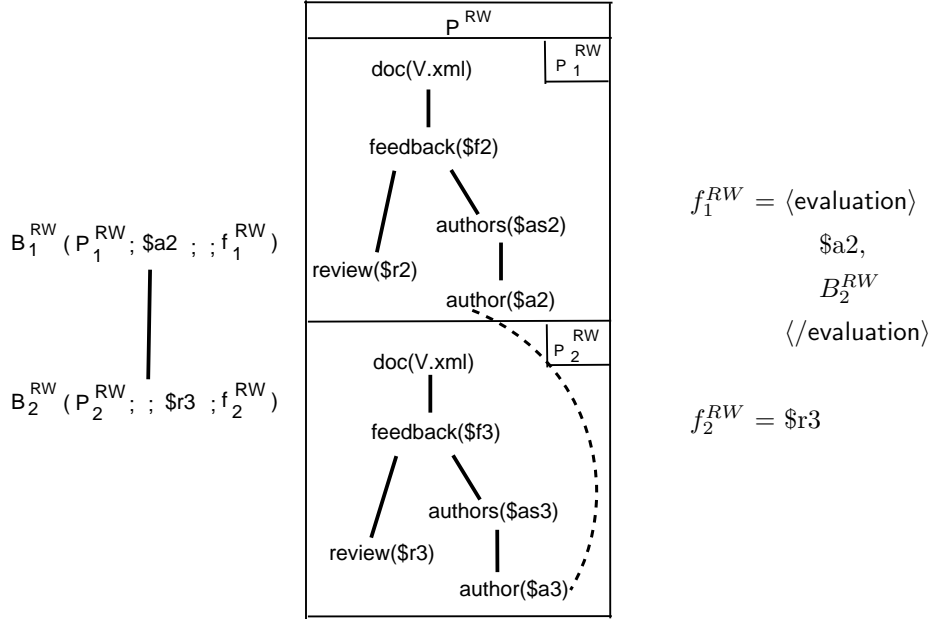 P^RW
P_1^RW
doc(V.xml)
feedback($f2)
authors($as2)
review($r2)
author($a2)
B_1^RW ( P_1^RW ; $a2 ; ; f_1^RW )
B_2^RW ( P_2^RW ; ; $r3 ; f_2^RW )
P_2^RW
doc(V.xml)
feedback($f3)
authors($as3)
review($r3)
author($a3)
f_1^RW = ⟨evaluation⟩
$a2,
B_2^RW
⟨/evaluation⟩
f_2^RW = $r3